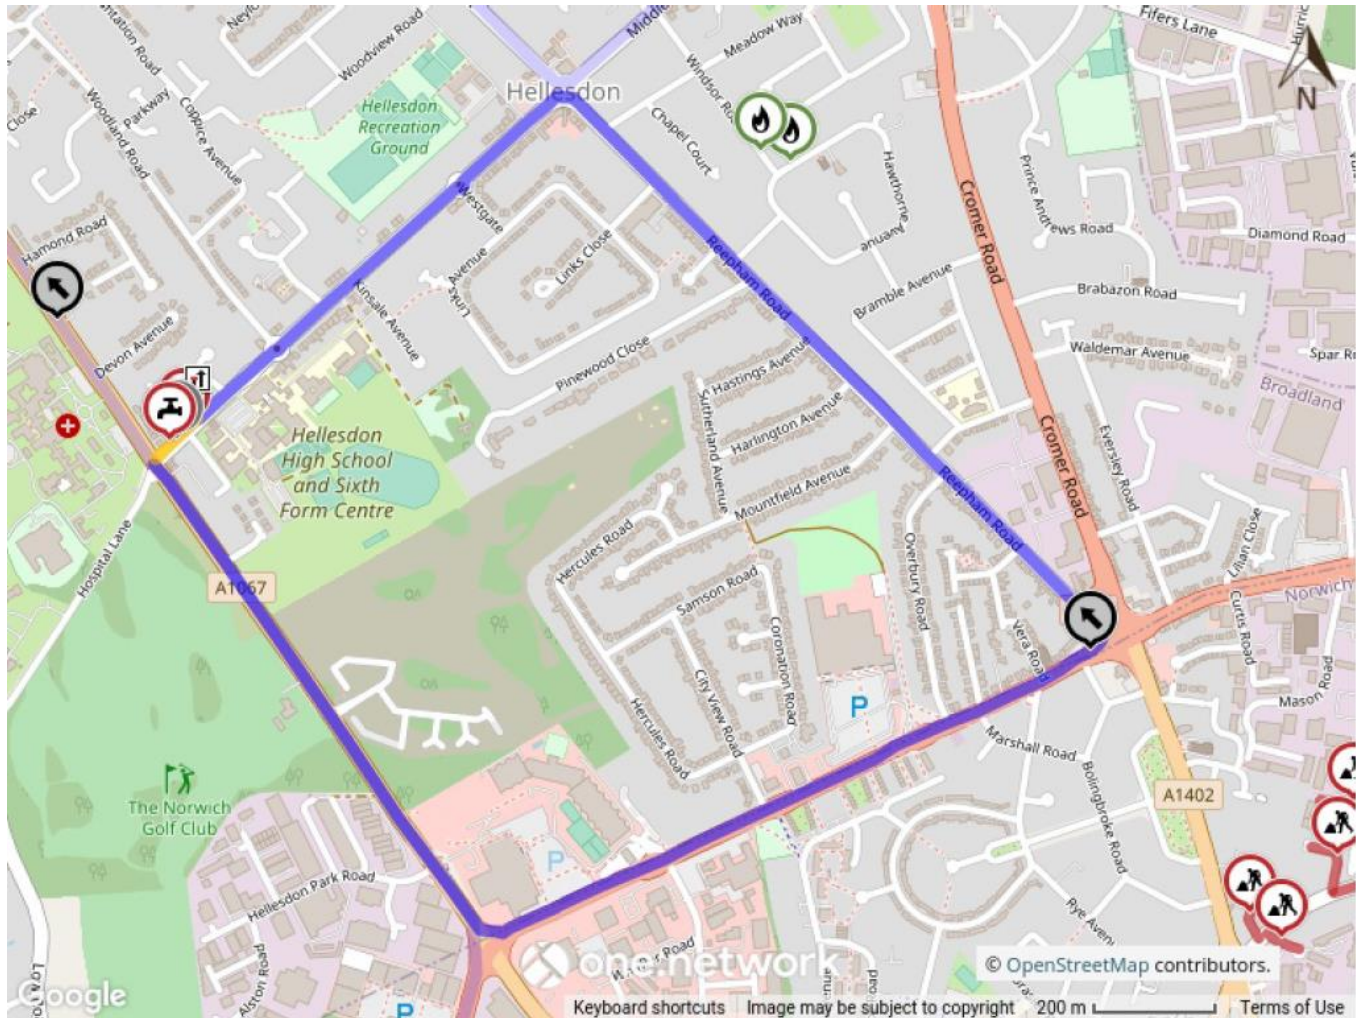 Fifers Lane
Meadow Way
Woodview Road
Windsor
Hellesdon
Hellesdon
Recreation
Ground
Parkway
Close
Woodland Road
Coppice Avenue
Chapel Court
N
Hawthorne
Avenue
Cromer Road
Diamond Road
Westgate
Hamond Road
Links Close
Links
Avenue
Reepham Road
Bramble Avenue
Brabazon Road
Kinsale Avenue
Devon Avenue
Pinewood Close
Waldemar Avenue
Hastings Avenue
Broadland
Sutherland Avenue
Harlington Avenue
Cromer Road
Eversley Road
Hellesdon
High School
and Sixth
Form Centre
Mountfield Avenue
Reepham Road
Hospital Lane
Hercules Road
Overbury Road
Lilian Close
A1067
Samson Road
Norwich
Curtis Road
Vera Road
Coronation Road
City View Road
Mason Road
P
Hercules Road
Marshall Road
Bolingbroke Road
A1402
The Norwich
Golf Club
P
Hellesdon Park Road
Alston Road
one.network
© OpenStreetMap contributors.
Google
P
Keyboard shortcuts
Image may be subject to copyright
200 m
Terms of Use